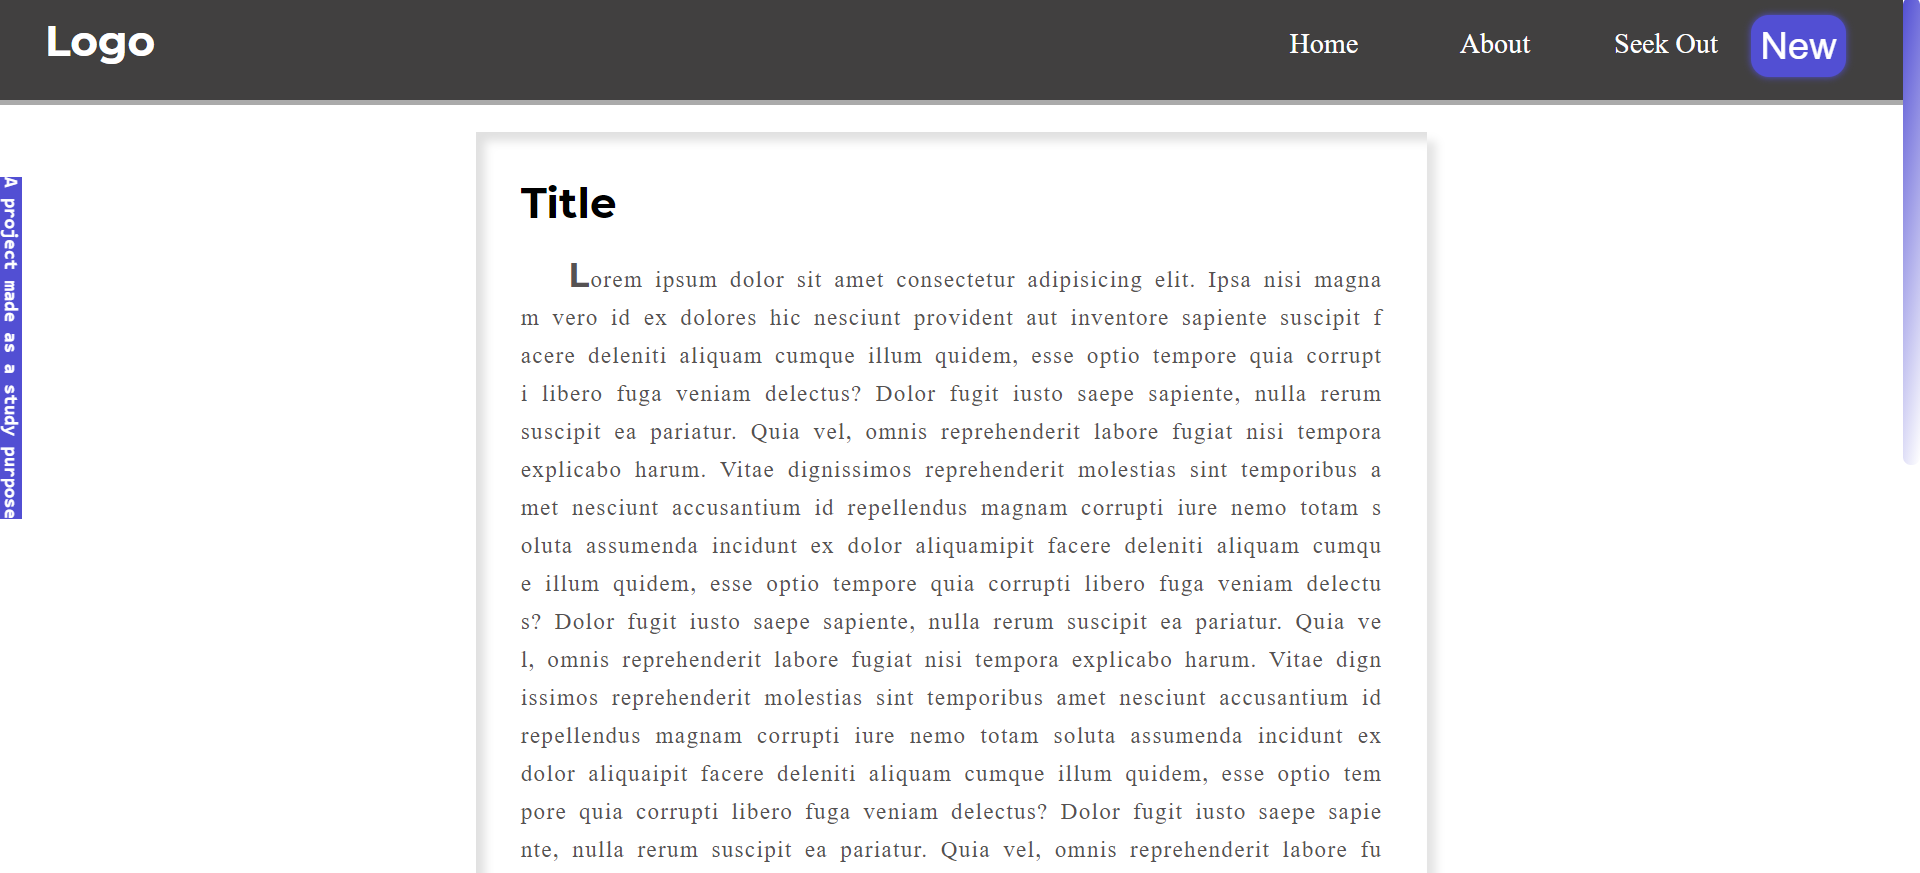 Logo
Home
About
Seek Out
New
A project made as a study purpose
Title
Lorem ipsum dolor sit amet consectetur adipisicing elit. Ipsa nisi magna
m vero id ex dolores hic nesciunt provident aut inventore sapiente suscipit f
acere deleniti aliquam cumque illum quidem, esse optio tempore quia corrupt
i libero fuga veniam delectus? Dolor fugit iusto saepe sapiente, nulla rerum
suscipit ea pariatur. Quia vel, omnis reprehenderit labore fugiat nisi tempora
explicabo harum. Vitae dignissimos reprehenderit molestias sint temporibus a
met nesciunt accusantium id repellendus magnam corrupti iure nemo totam s
oluta assumenda incidunt ex dolor aliquamipit facere deleniti aliquam cumqu
e illum quidem, esse optio tempore quia corrupti libero fuga veniam delectu
s? Dolor fugit iusto saepe sapiente, nulla rerum suscipit ea pariatur. Quia ve
l, omnis reprehenderit labore fugiat nisi tempora explicabo harum. Vitae dign
issimos reprehenderit molestias sint temporibus amet nesciunt accusantium id
repellendus magnam corrupti iure nemo totam soluta assumenda incidunt ex
dolor aliquaipit facere deleniti aliquam cumque illum quidem, esse optio tem
pore quia corrupti libero fuga veniam delectus? Dolor fugit iusto saepe sapie
nte, nulla rerum suscipit ea pariatur. Quia vel, omnis reprehenderit labore fu